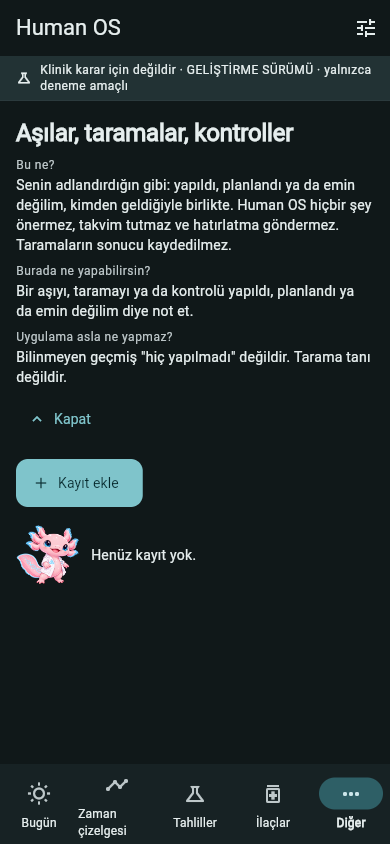 Human OS
Klinik karar için değildir · GELİŞTİRME SÜRÜMÜ · yalnızca
deneme amaçlı
Aşılar, taramalar, kontroller
Bu ne?
Senin adlandırdığın gibi: yapıldı, planlandı ya da emin
değilim, kimden geldiğiyle birlikte. Human OS hiçbir şey
önermez, takvim tutmaz ve hatırlatma göndermez.
Taramaların sonucu kaydedilmez.
Burada ne yapabilirsin?
Bir aşıyı, taramayı ya da kontrolü yapıldı, planlandı ya
da emin değilim diye not et.
Uygulama asla ne yapmaz?
Bilinmeyen geçmiş "hiç yapılmadı" değildir. Tarama tanı
değildir.
Kapat
Kayıt ekle
Henüz kayıt yok.
Bugün
Zaman
çizelgesi
Tahliller
İlaçlar
Diğer